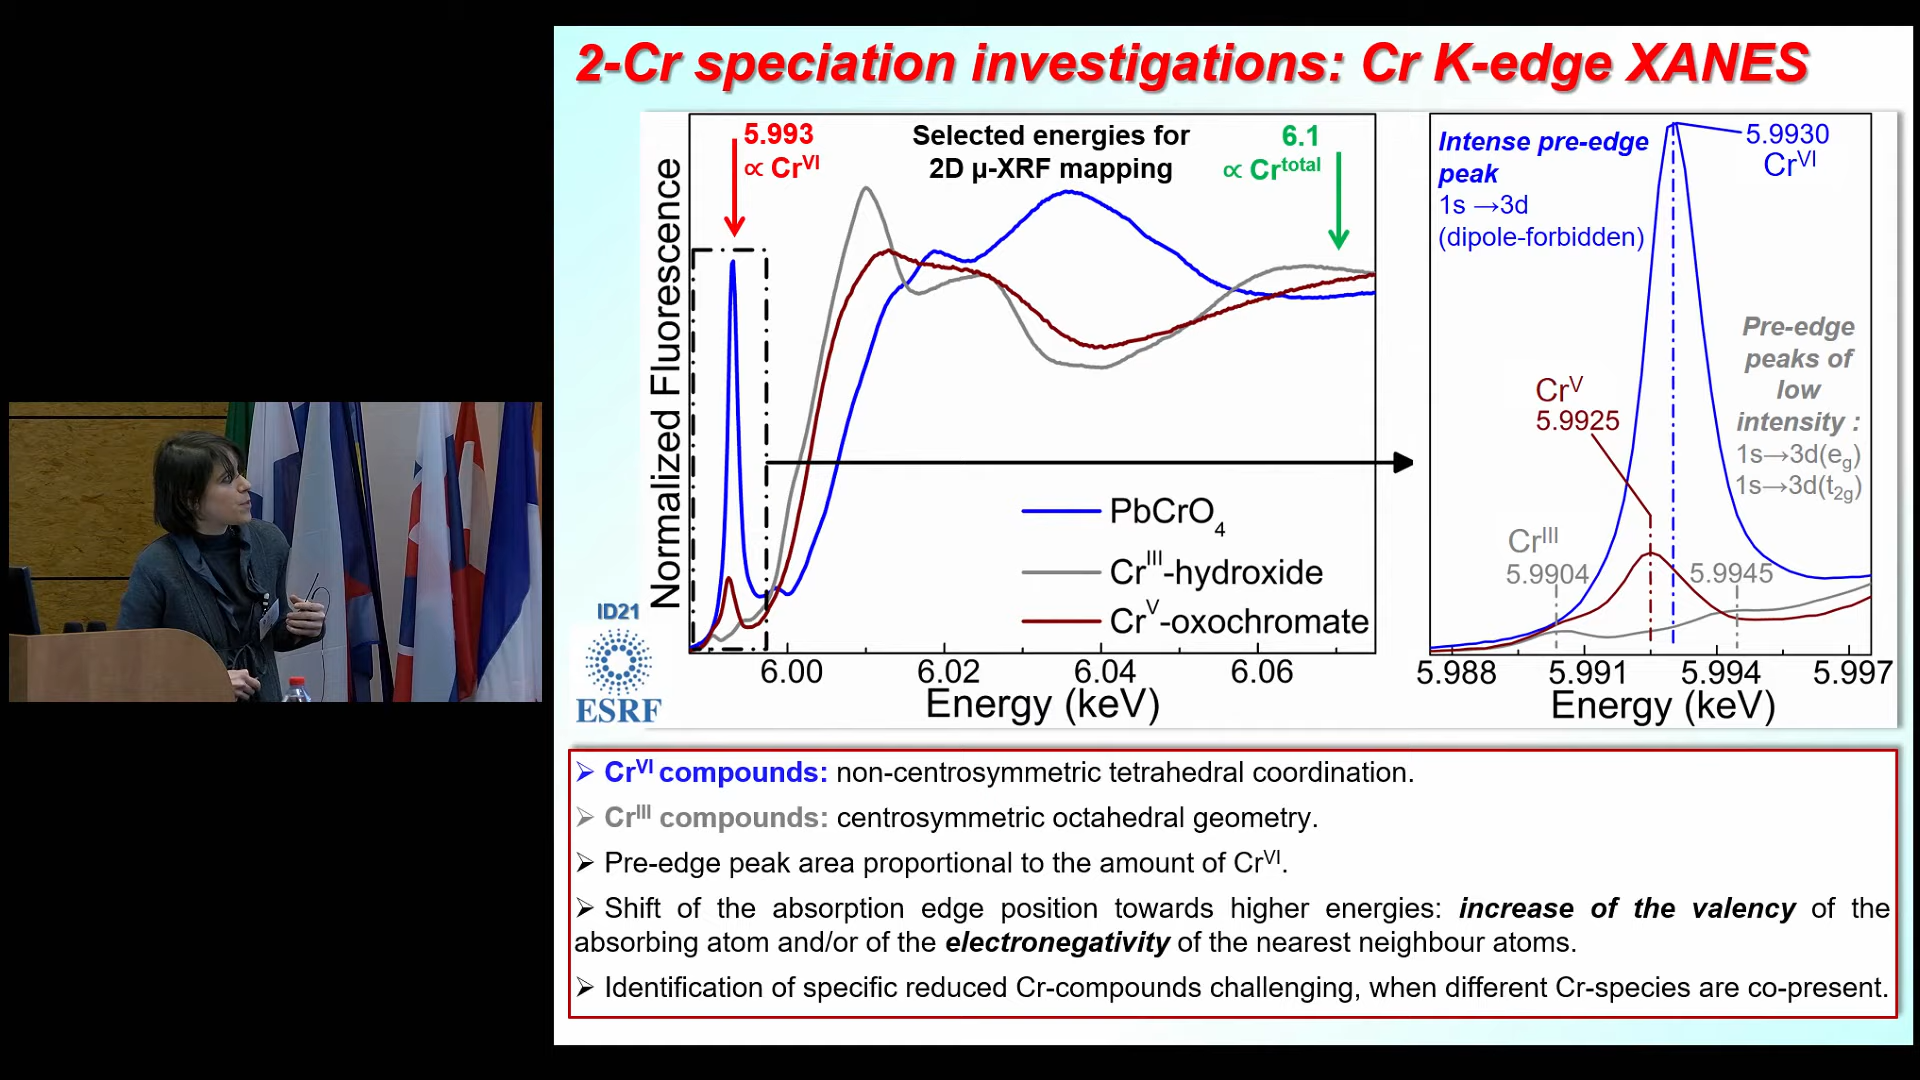 2-Cr speciation investigations: Cr K-edge XANES
5.993
∝ Crⱽᴵ
Selected energies for
2D μ-XRF mapping
6.1
∝ Crᵗᵒᵗᵃˡ
Normalized Fluorescence
PbCrO₄
Crᴵᴵᴵ-hydroxide
Crⱽ-oxochromate
ID21
ESRF
6.00 6.02 6.04 6.06
Energy (keV)
Intense pre-edge
peak
1s →3d
(dipole-forbidden)
5.9930
Crⱽᴵ
Pre-edge
peaks of
low
intensity :
1s→3d(e_g)
1s→3d(t_2g)
Crⱽ
5.9925
Crᴵᴵᴵ
5.9904
5.9945
5.988 5.991 5.994 5.997
Energy (keV)
➢ Crⱽᴵ compounds: non-centrosymmetric tetrahedral coordination.
➢ Crᴵᴵᴵ compounds: centrosymmetric octahedral geometry.
➢ Pre-edge peak area proportional to the amount of Crⱽᴵ.
➢ Shift of the absorption edge position towards higher energies: increase of the valency of the
absorbing atom and/or of the electronegativity of the nearest neighbour atoms.
➢ Identification of specific reduced Cr-compounds challenging, when different Cr-species are co-present.